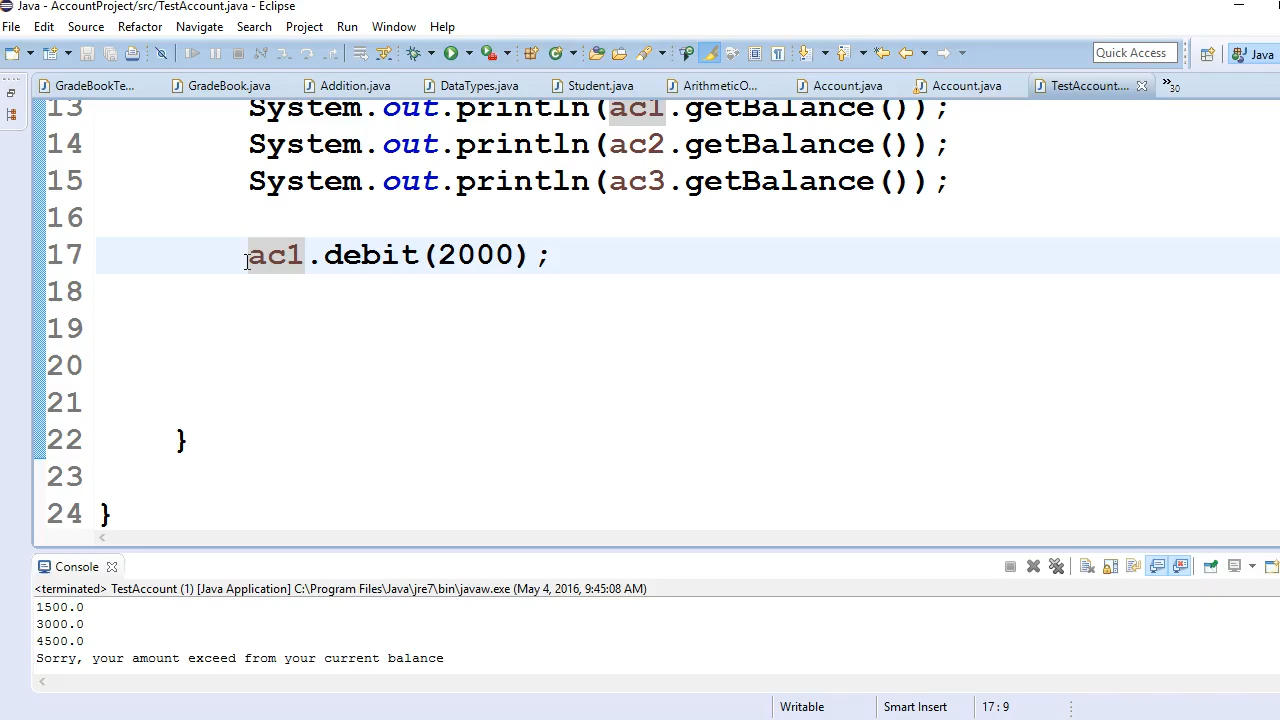 Java - AccountProject/src/TestAccount.java - Eclipse
File Edit Source Refactor Navigate Search Project Run Window Help
Quick Access Java
GradeBookTe... GradeBook.java Addition.java DataTypes.java Student.java ArithmeticO... Account.java Account.java TestAccount.... »30
13 System.out.println(ac1.getBalance());
14 System.out.println(ac2.getBalance());
15 System.out.println(ac3.getBalance());
16
17 ac1.debit(2000);
18
19
20
21
22 }
23
24 }
Console
<terminated> TestAccount (1) [Java Application] C:\Program Files\Java\jre7\bin\javaw.exe (May 4, 2016, 9:45:08 AM)
1500.0
3000.0
4500.0
Sorry, your amount exceed from your current balance
Writable Smart Insert 17 : 9